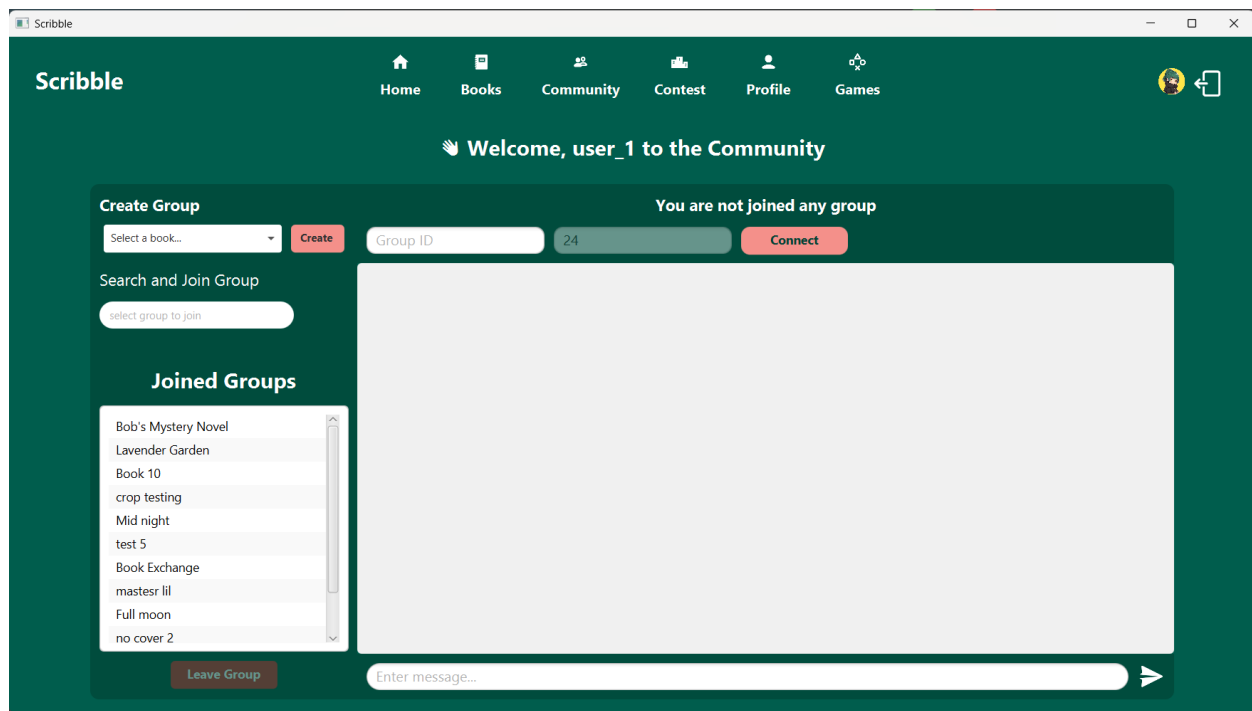 Scribble
Scribble
Home Books Community Contest Profile Games
Welcome, user_1 to the Community
Create Group
Select a book...
Create
Search and Join Group
select group to join
Joined Groups
Bob's Mystery Novel
Lavender Garden
Book 10
crop testing
Mid night
test 5
Book Exchange
mastesr lil
Full moon
no cover 2
Leave Group
You are not joined any group
Group ID
24
Connect
Enter message...